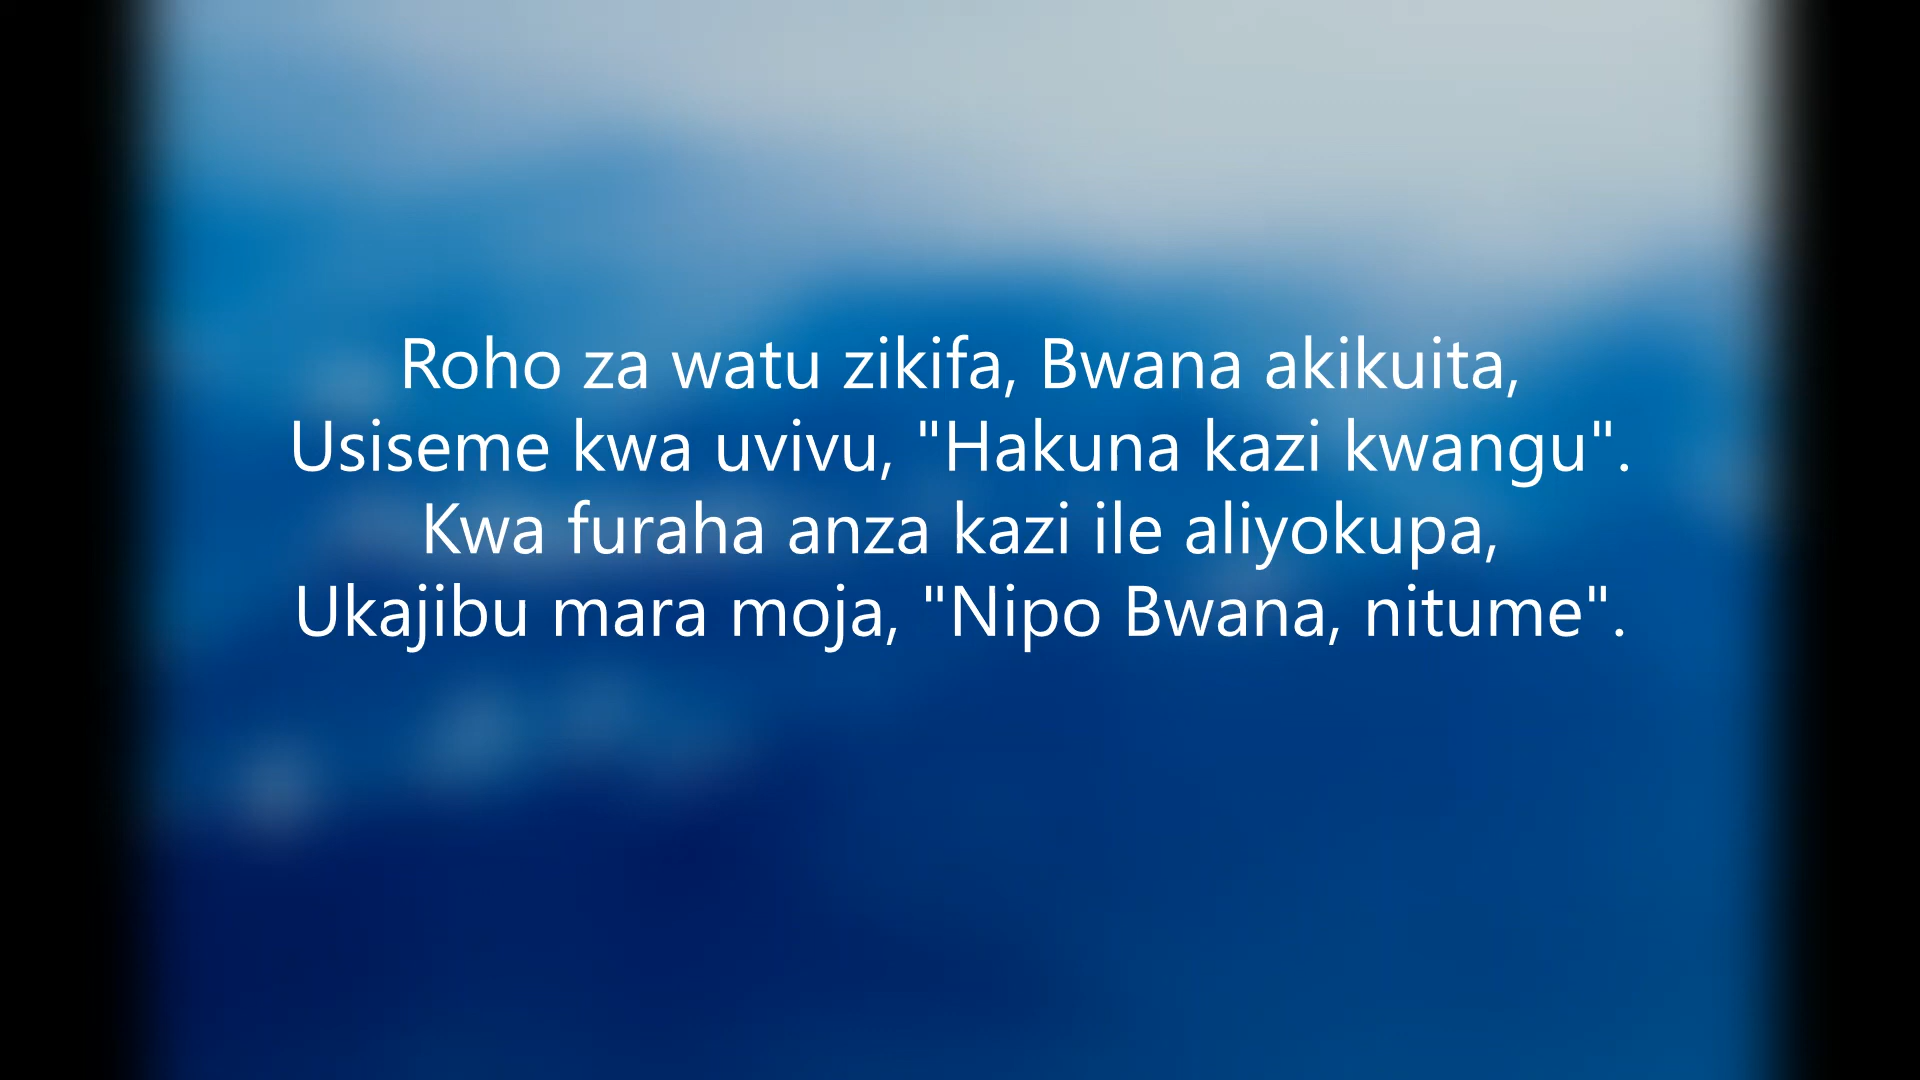 Roho za watu zikifa, Bwana akikuita,
Usiseme kwa uvivu, "Hakuna kazi kwangu".
Kwa furaha anza kazi ile aliyokupa,
Ukajibu mara moja, "Nipo Bwana, nitume".